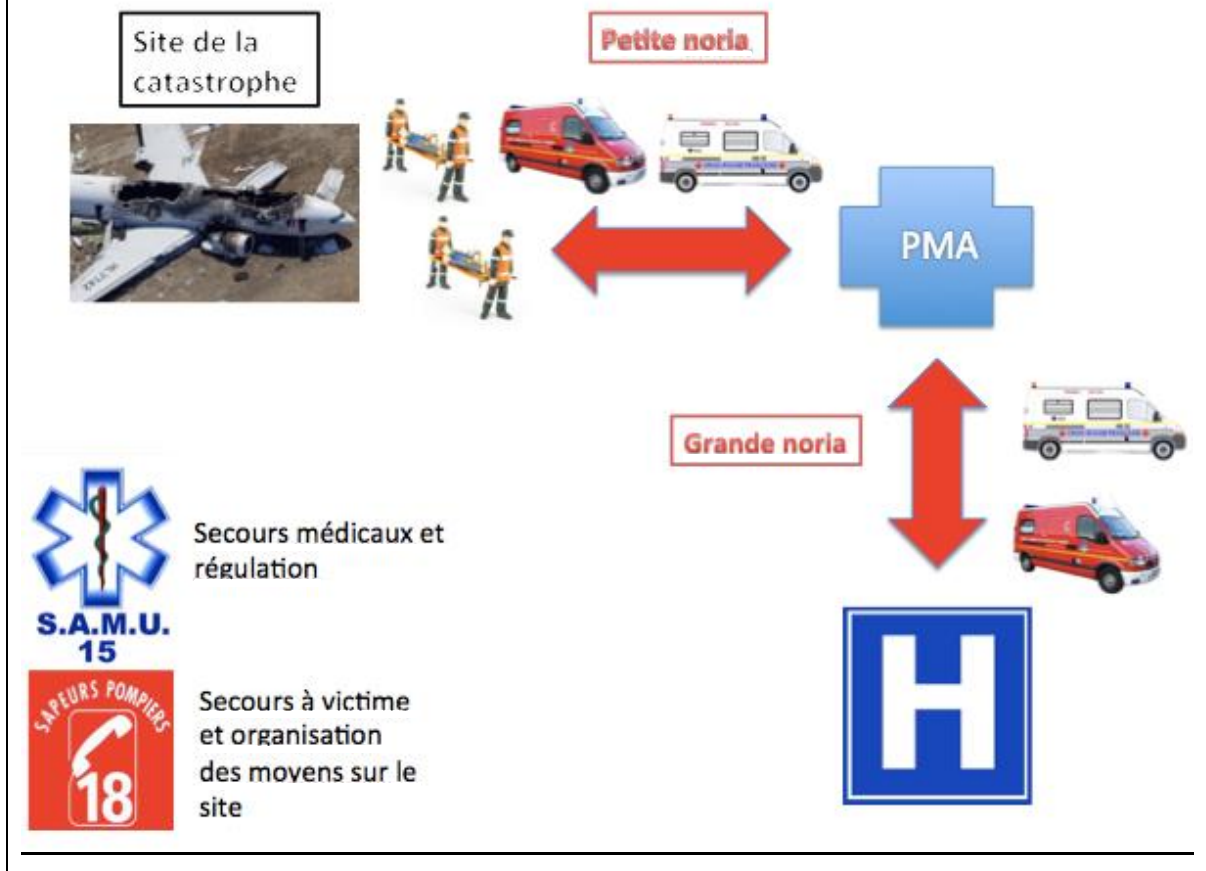 Site de la
catastrophe
Petite noria
PMA
Grande noria
Secours médicaux et
régulation
S.A.M.U.
15
SAPEURS POMPIERS
18
Secours à victime
et organisation
des moyens sur le
site
H